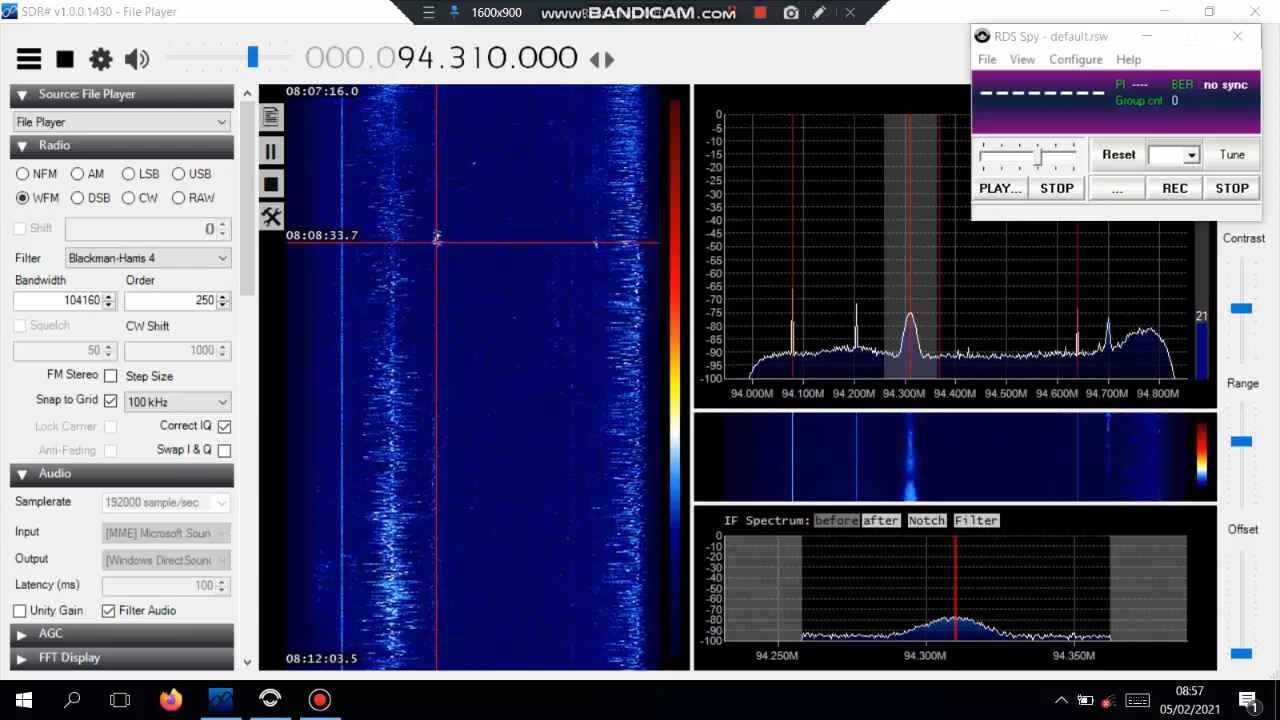 SDR# v1.0.0.1430 - File Player
1600x900
www.BANDICAM.com
000.094.310.000
Source: File Player
File Player
Radio
NFM
AM
LSB
USB
WFM
DSB
CW
RAW
Shift
0
Filter
Blackman-Harris 4
Bandwidth
Order
104160
250
Squelch
CW Shift
50
1000
FM Stereo
Step Size
Snap to Grid
100 kHz
Lock Carrier
Correct IQ
Anti-Fading
Swap I & Q
Audio
Samplerate
192000 sample/sec
Input
[MME] Microsoft Soun
Output
[Windows DirectSound
Latency (ms)
100
Unity Gain
Filter Audio
AGC
FFT Display
08:07:16.0
08:08:33.7
08:12:03.5
0
-5
-10
-15
-20
-25
-30
-35
-40
-45
-50
-55
-60
-65
-70
-75
-80
-85
-90
-95
-100
94.000M
94.100M
94.200M
94.300M
94.400M
94.500M
94.600M
94.700M
94.800M
21
IF Spectrum:
before
after
Notch
Filter
0
-10
-20
-30
-40
-50
-60
-70
-80
-90
-100
94.250M
94.300M
94.350M
RDS Spy - default.rsw
File
View
Configure
Help
PI ----
BER
no sync
Group cnt
0
Reset
Tune
PLAY...
STOP
...
REC
STOP
Contrast
Range
Offset
08:57
05/02/2021
1